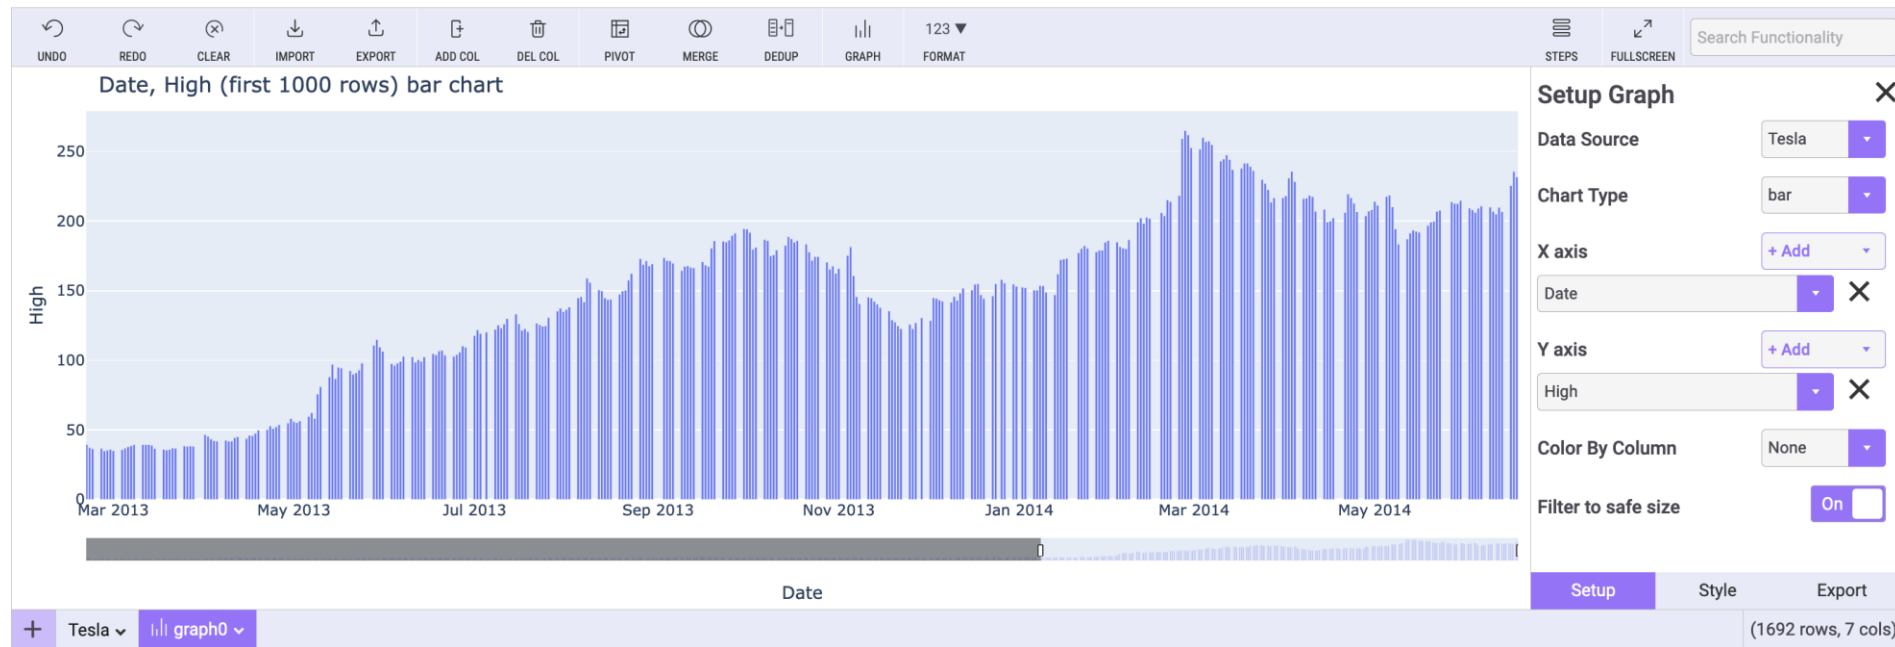 UNDO REDO CLEAR IMPORT EXPORT ADD COL DEL COL PIVOT MERGE DEDUP GRAPH 123 ▼ FORMAT STEPS FULLSCREEN Search Functionality
Date, High (first 1000 rows) bar chart
250
200
150
100
50
0
High
Mar 2013 May 2013 Jul 2013 Sep 2013 Nov 2013 Jan 2014 Mar 2014 May 2014
Date
Setup Graph
Data Source Tesla
Chart Type bar
X axis + Add
Date
Y axis + Add
High
Color By Column None
Filter to safe size On
Setup Style Export
+ Tesla graph0 (1692 rows, 7 cols)